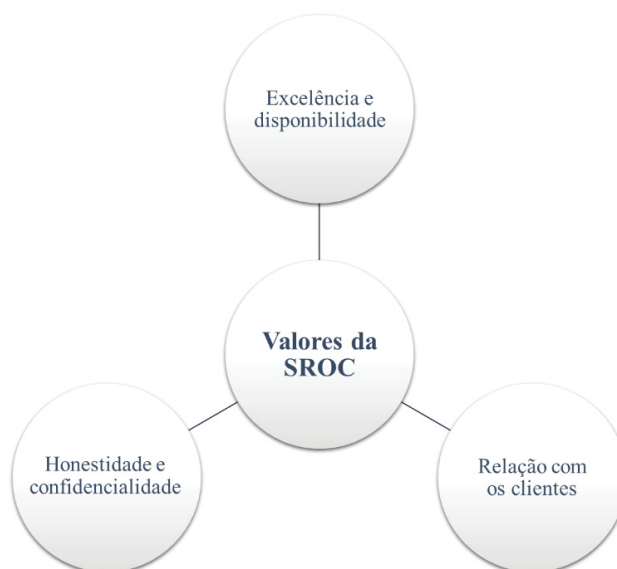 Excelência e
disponibilidade
Valores da
SROC
Honestidade e
confidencialidade
Relação com
os clientes